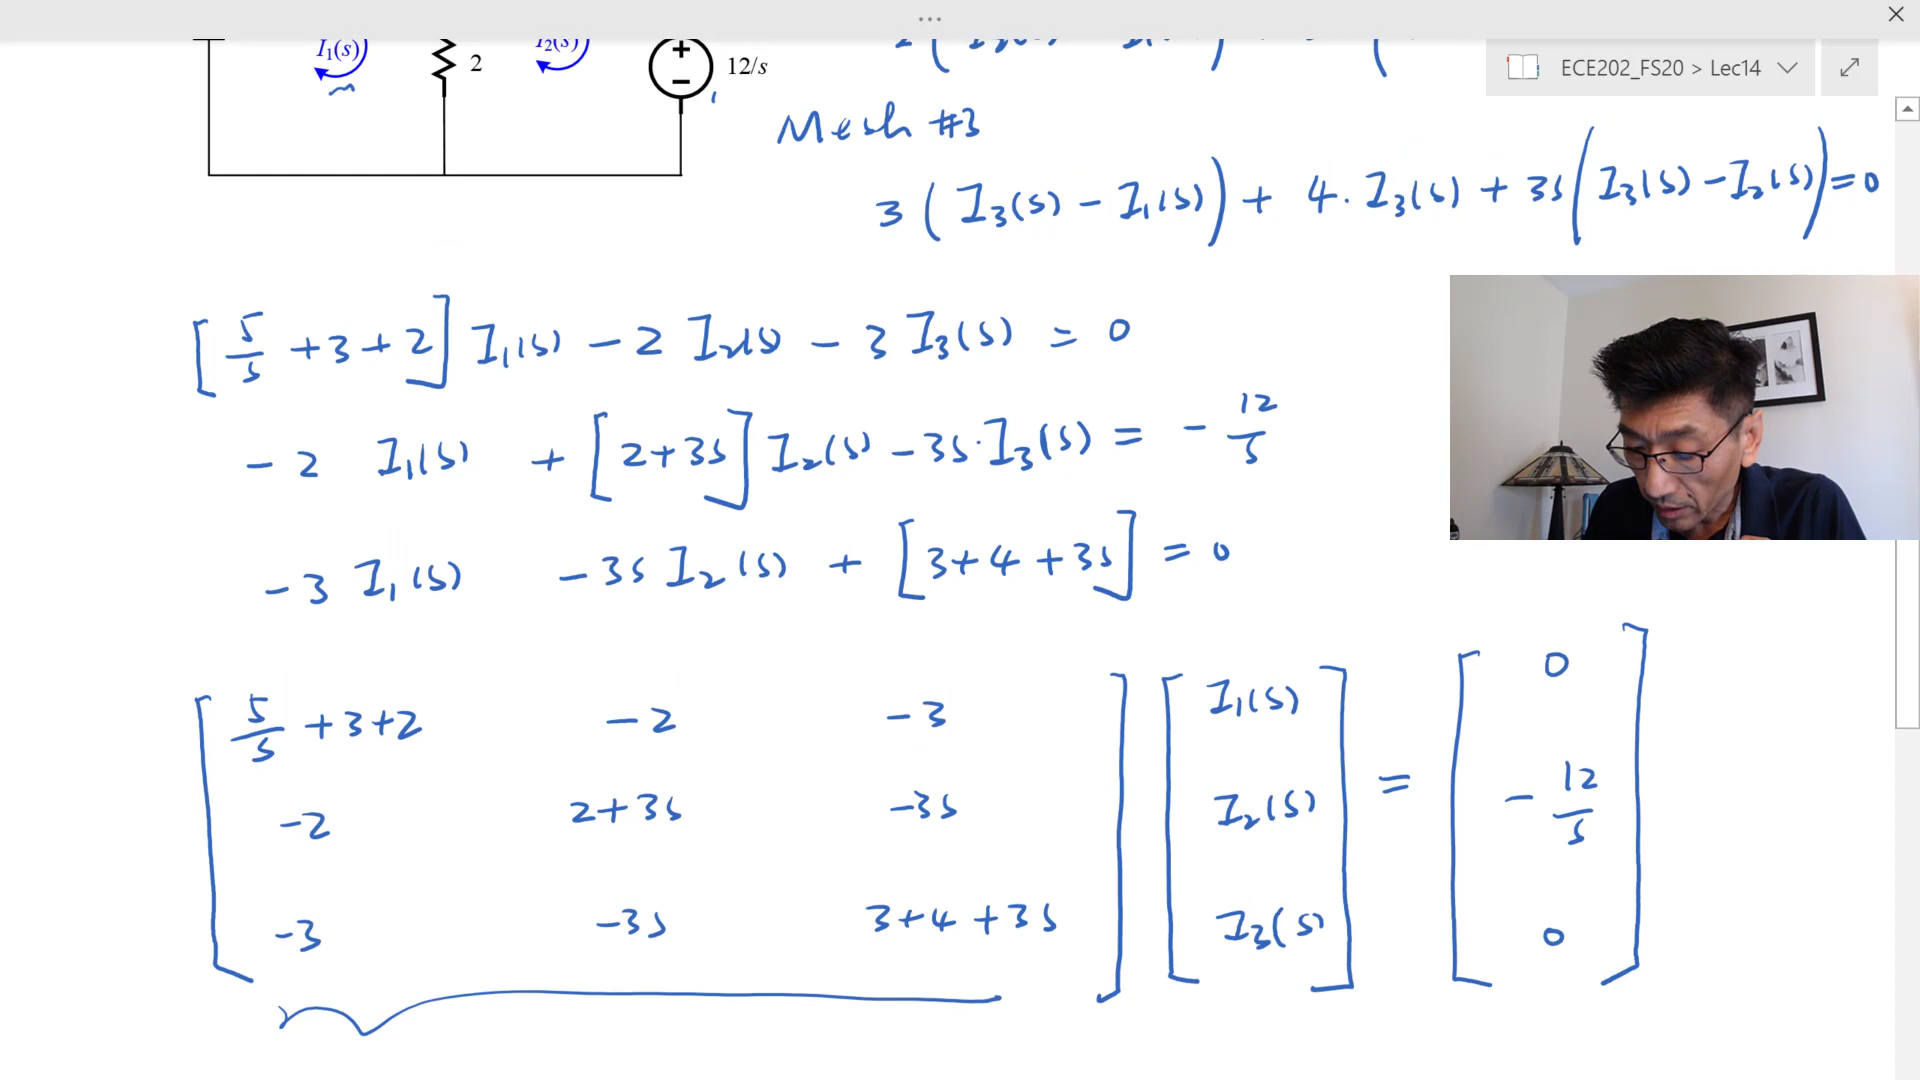 I₁(s)
2
I₂(s)
12/s
ECE202_FS20 > Lec14
Mesh #3
3 ( I₃(s) - I₁(s) ) + 4 · I₃(s) + 3s ( I₃(s) - I₂(s) ) = 0
[ 5/s + 3 + 2 ] I₁(s) - 2 I₂(s) - 3 I₃(s) = 0
- 2 I₁(s) + [ 2 + 3s ] I₂(s) - 3s · I₃(s) = - 12/s
- 3 I₁(s) - 3s I₂(s) + [ 3 + 4 + 3s ] = 0
[ 5/s + 3 + 2 -2 -3 ] [ I₁(s) ] = [ 0 ]
-2 2 + 3s -3s I₂(s) - 12/s
-3 -3s 3 + 4 + 3s I₃(s) 0